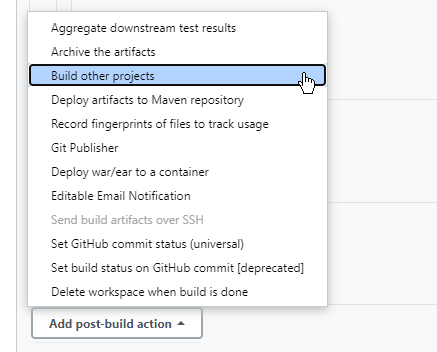 Aggregate downstream test results
Archive the artifacts
Build other projects
Deploy artifacts to Maven repository
Record fingerprints of files to track usage
Git Publisher
Deploy war/ear to a container
Editable Email Notification
Send build artifacts over SSH
Set GitHub commit status (universal)
Set build status on GitHub commit [deprecated]
Delete workspace when build is done
Add post-build action